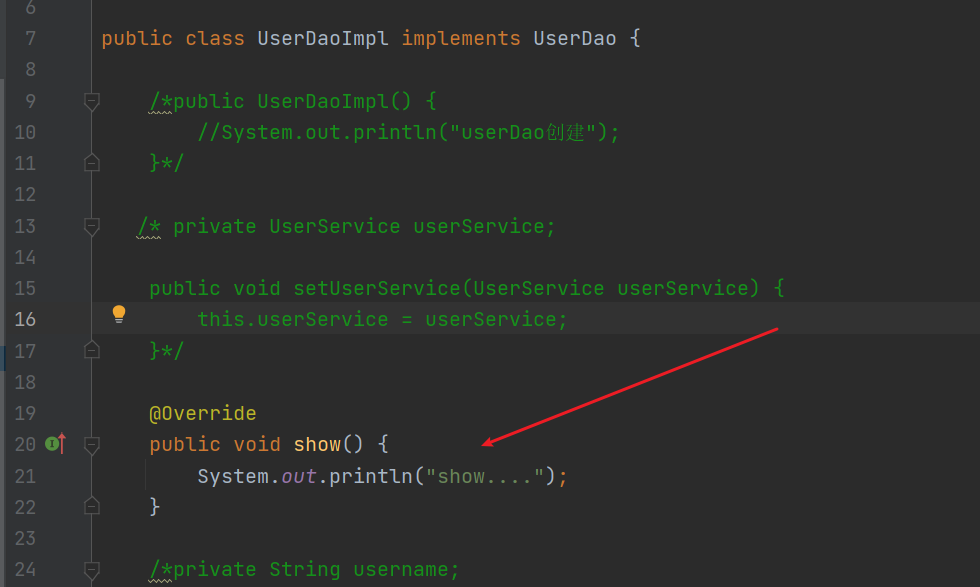 6
7 public class UserDaoImpl implements UserDao {
8
9 /*public UserDaoImpl() {
10 //System.out.println("userDao创建");
11 }*/
12
13 /* private UserService userService;
14
15 public void setUserService(UserService userService) {
16 this.userService = userService;
17 }*/
18
19 @Override
20 public void show() {
21 System.out.println("show....");
22 }
23
24 /*private String username;